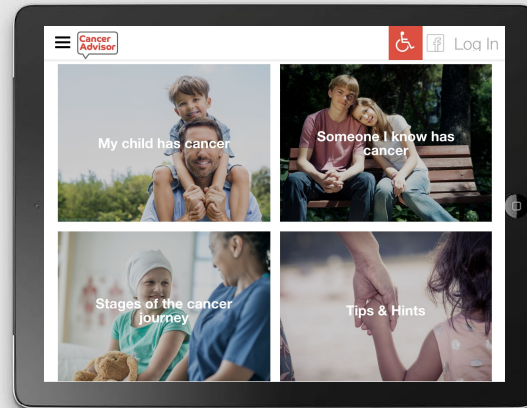 Cancer
Advisor
Log In
My child has cancer
Someone I know has
cancer
Stages of the cancer
journey
Tips & Hints